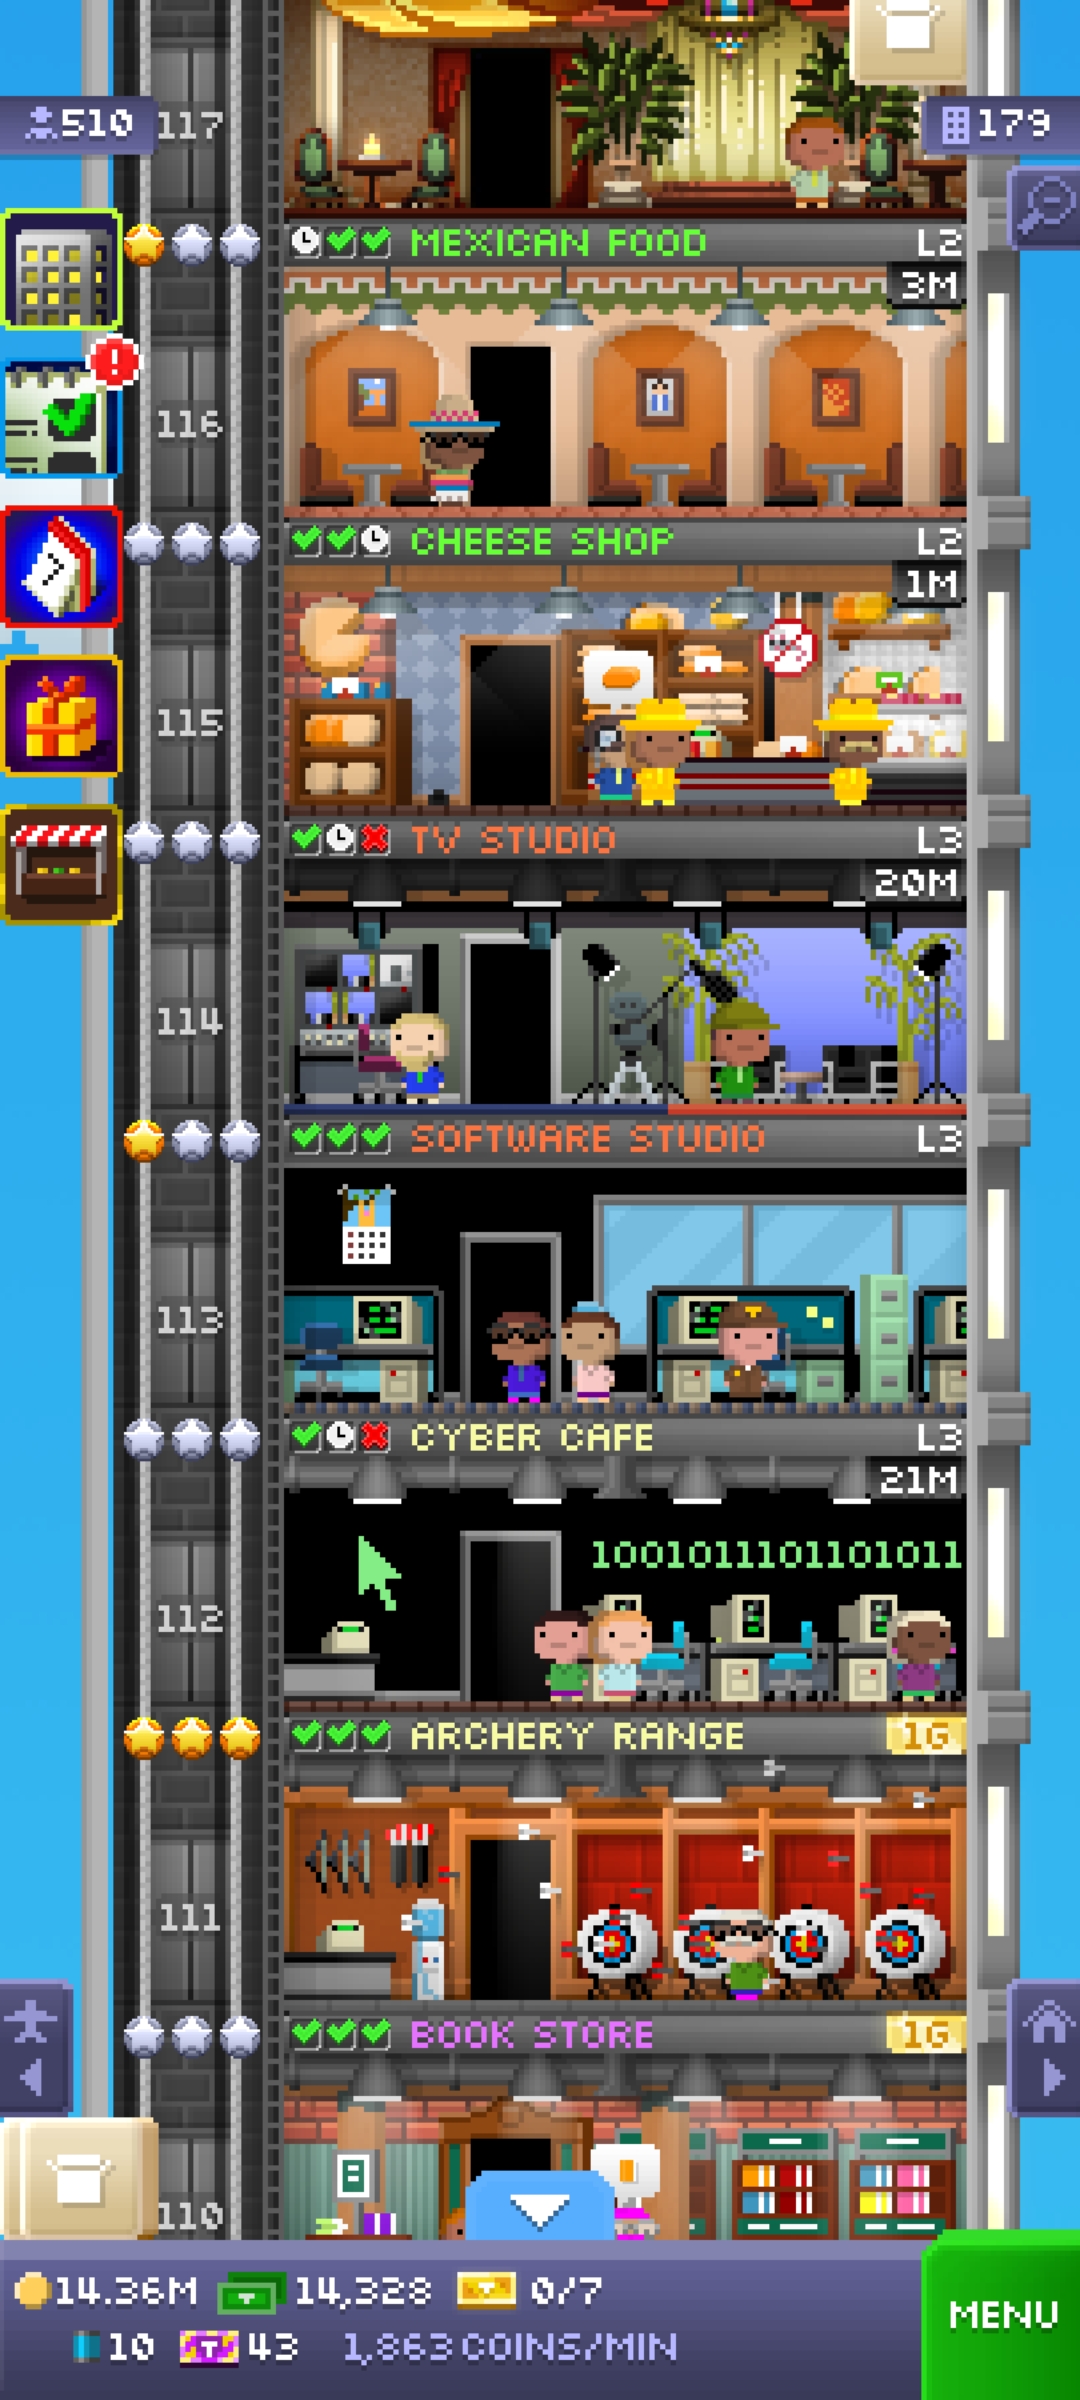 510
117
179
MEXICAN FOOD L2
3M
116
CHEESE SHOP L2
1M
7
115
TV STUDIO L3
20M
114
SOFTWARE STUDIO L3
113
CYBER CAFE L3
21M
1001011101101011
112
ARCHERY RANGE 1G
111
BOOK STORE 1G
110
14.36M 14,328 0/7
MENU
10 43 1,863 COINS/MIN